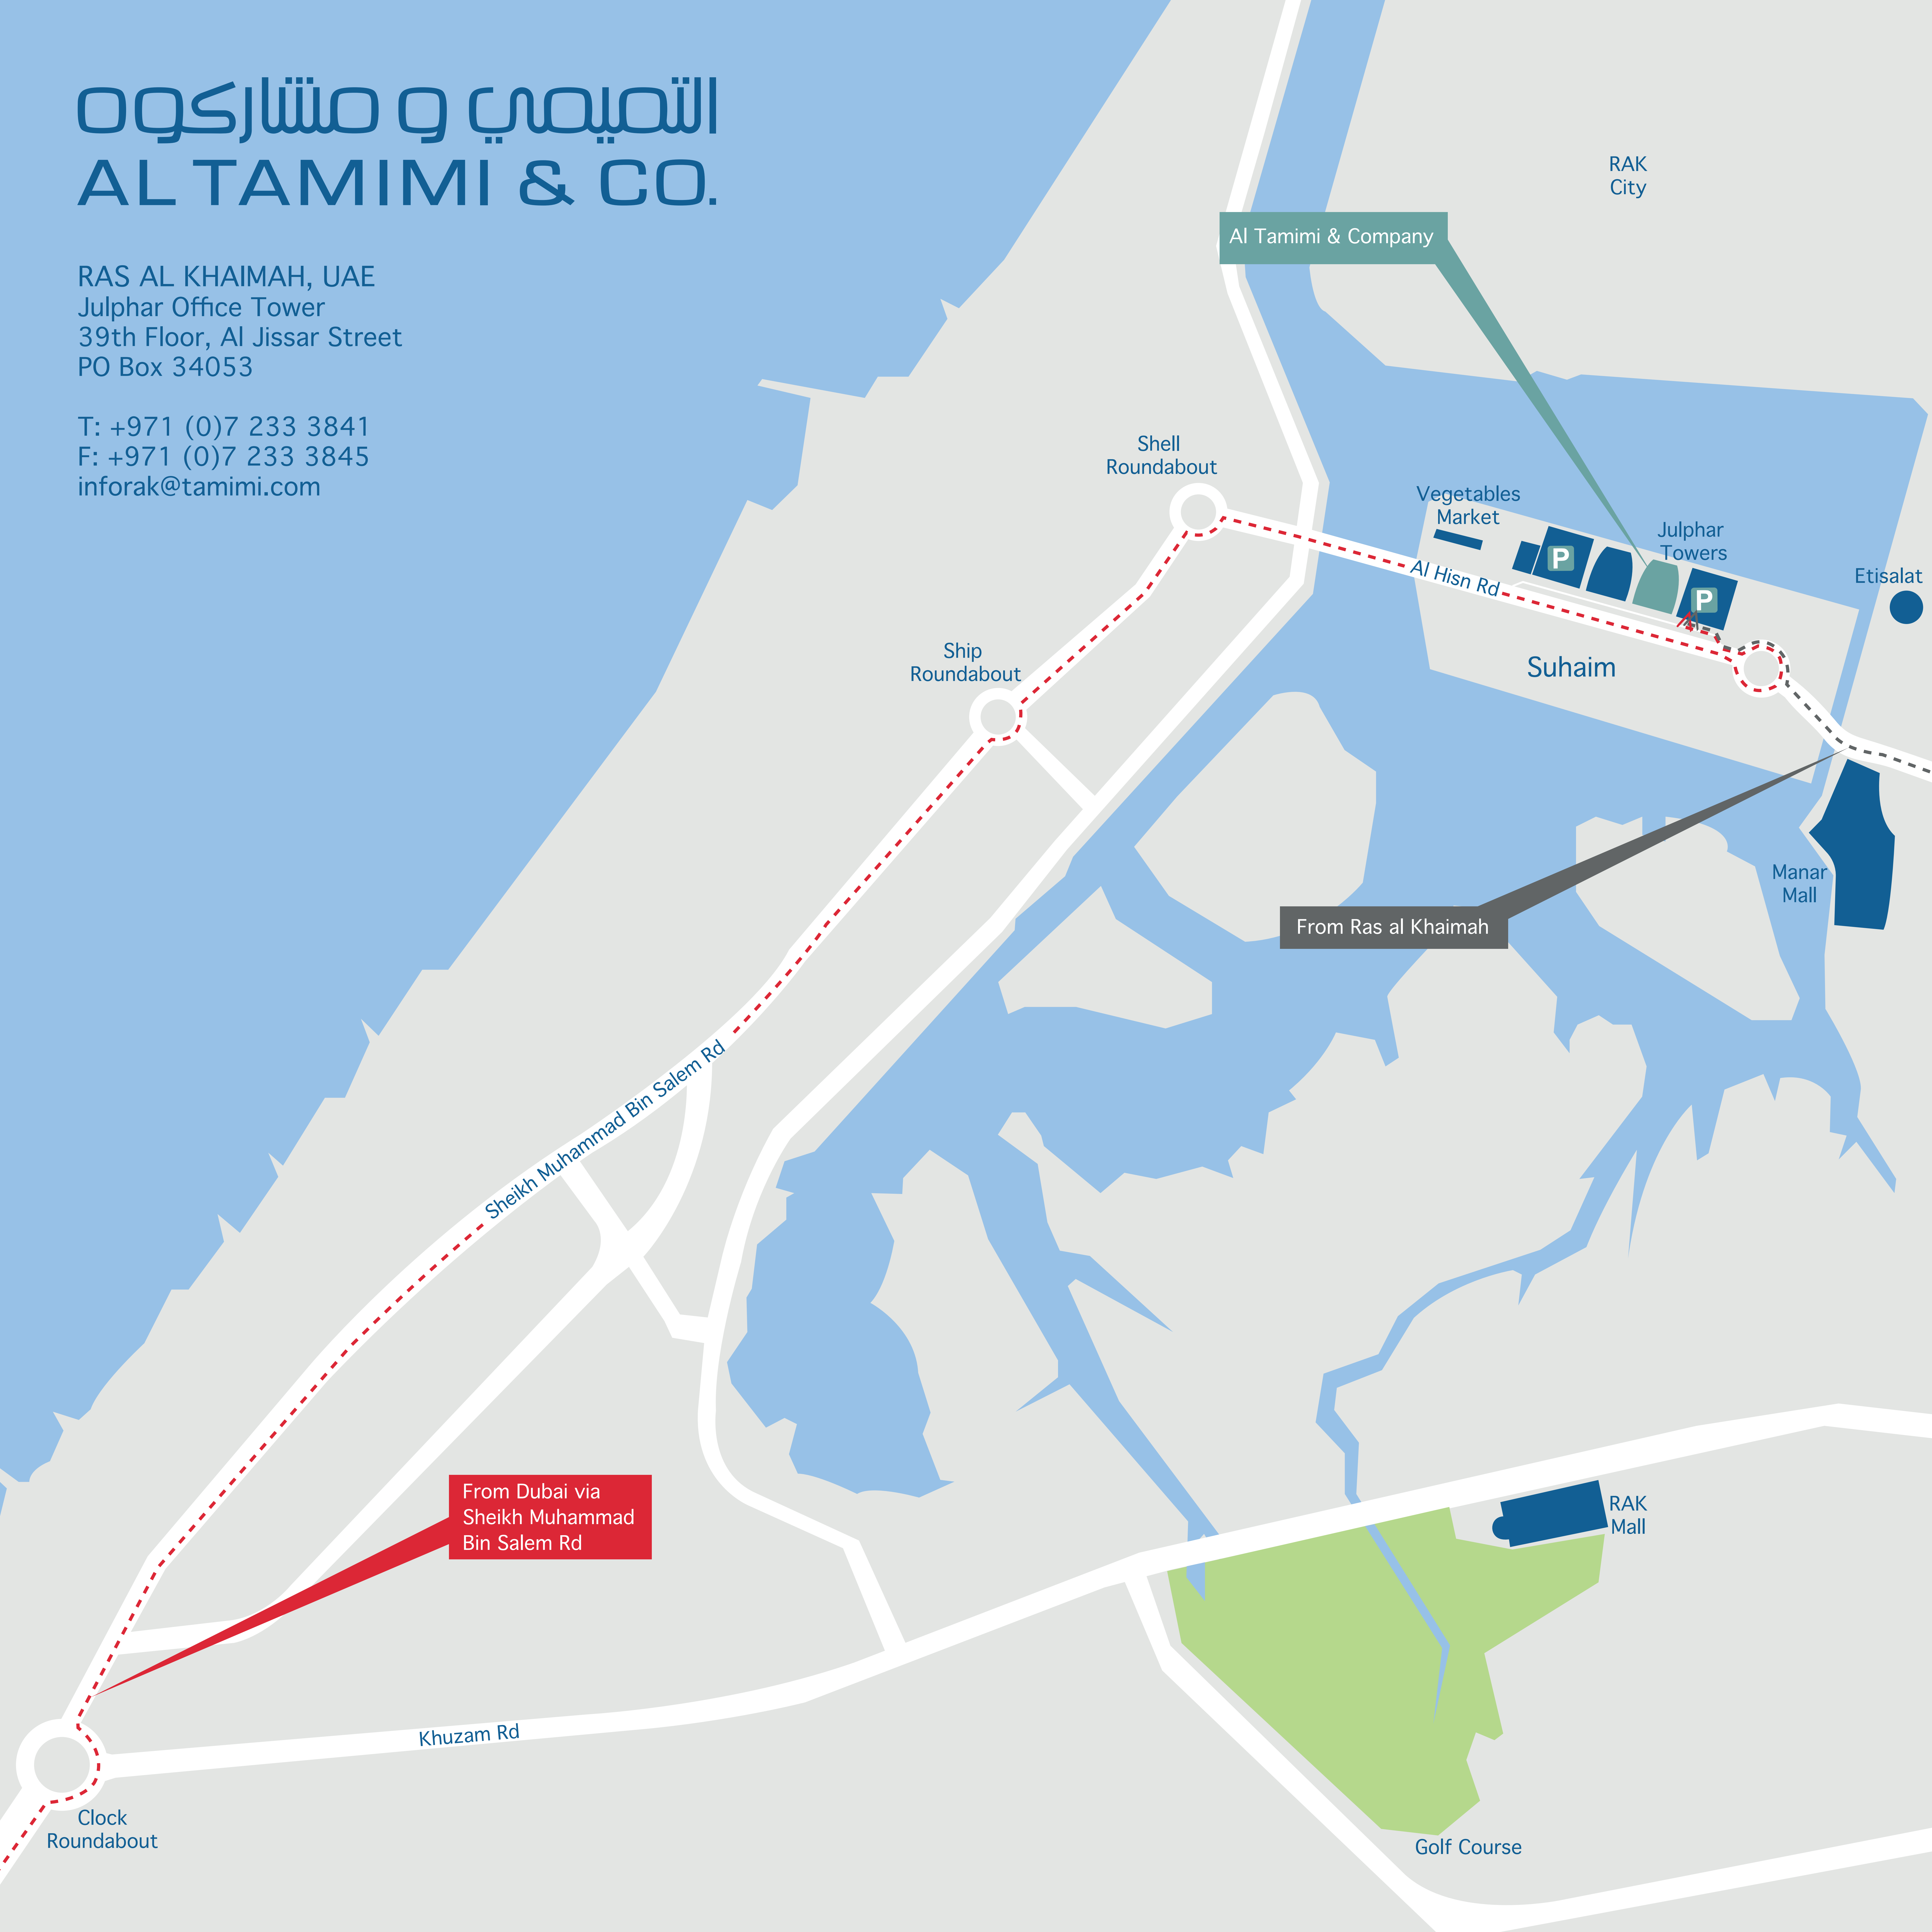 التميمي و مشاركوه
AL TAMIMI & CO.
RAS AL KHAIMAH, UAE
Julphar Office Tower
39th Floor, Al Jissar Street
PO Box 34053
T: +971 (0)7 233 3841
F: +971 (0)7 233 3845
inforak@tamimi.com
RAK
City
Al Tamimi & Company
Shell
Roundabout
Vegetables
Market
P
Julphar
Towers
P
Etisalat
Al Hisn Rd
Ship
Roundabout
Suhaim
Manar
Mall
From Ras al Khaimah
Sheikh Muhammad Bin Salem Rd
From Dubai via
Sheikh Muhammad
Bin Salem Rd
RAK
Mall
Khuzam Rd
Clock
Roundabout
Golf Course